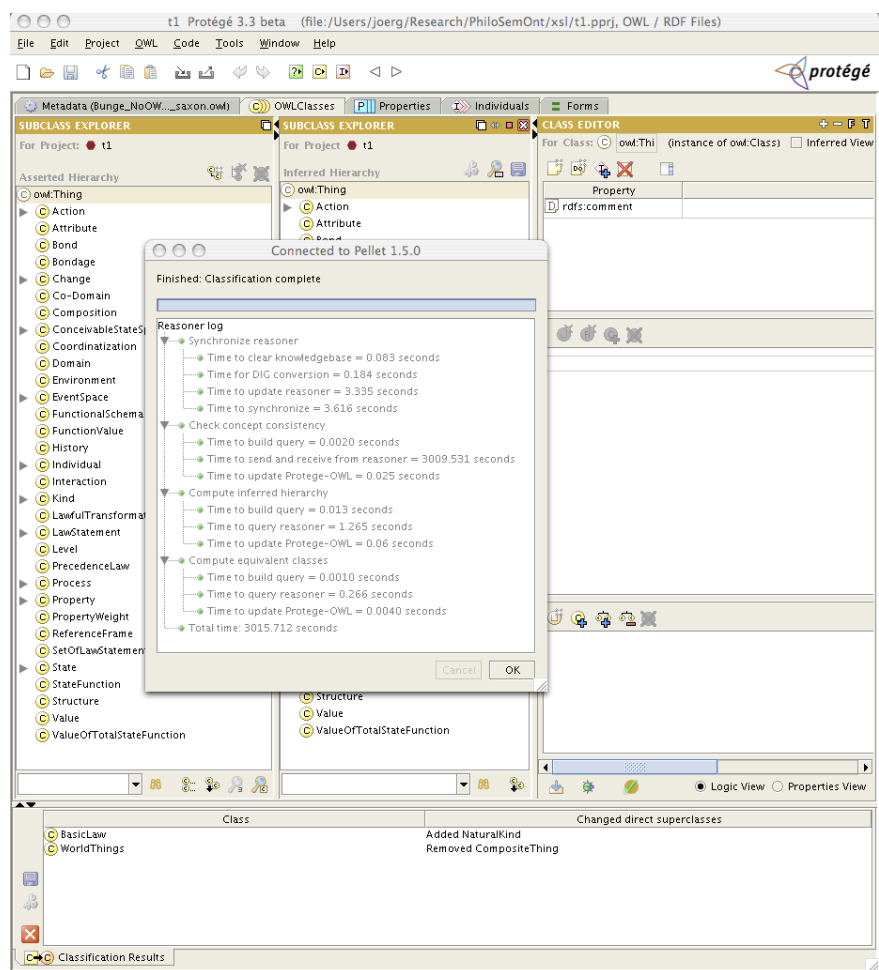 t1 Protégé 3.3 beta (file:/Users/joerg/Research/PhiloSemOnt/xsl/t1.pprj, OWL / RDF Files)
File Edit Project OWL Code Tools Window Help
protégé
Metadata (Bunge_NoOW..._saxon.owl) OWLClasses Properties Individuals Forms
SUBCLASS EXPLORER
For Project: t1
Asserted Hierarchy
owl:Thing
Action
Attribute
Bond
Bondage
Change
Co-Domain
Composition
ConceivableStateS
Coordinatization
Domain
Environment
EventSpace
FunctionalSchema
FunctionValue
History
Individual
Interaction
Kind
LawfulTransformat
LawStatement
Level
PrecedenceLaw
Process
Property
PropertyWeight
ReferenceFrame
SetOfLawStatement
State
StateFunction
Structure
Value
ValueOfTotalStateFunction
SUBCLASS EXPLORER
For Project t1
Inferred Hierarchy
owl:Thing
Action
Attribute
Bond
Structure
Value
ValueOfTotalStateFunction
CLASS EDITOR
For Class: owl:Thi (instance of owl:Class) Inferred View
Property
rdfs:comment
Logic View Properties View
Connected to Pellet 1.5.0
Finished: Classification complete
Reasoner log
Synchronize reasoner
Time to clear knowledgebase = 0.083 seconds
Time for DIG conversion = 0.184 seconds
Time to update reasoner = 3.335 seconds
Time to synchronize = 3.616 seconds
Check concept consistency
Time to build query = 0.0020 seconds
Time to send and receive from reasoner = 3009.531 seconds
Time to update Protege-OWL = 0.025 seconds
Compute inferred hierarchy
Time to build query = 0.013 seconds
Time to query reasoner = 1.265 seconds
Time to update Protege-OWL = 0.06 seconds
Compute equivalent classes
Time to build query = 0.0010 seconds
Time to query reasoner = 0.266 seconds
Time to update Protege-OWL = 0.0040 seconds
Total time: 3015.712 seconds
Cancel OK
Class Changed direct superclasses
BasicLaw Added NaturalKind
WorldThings Removed CompositeThing
Classification Results